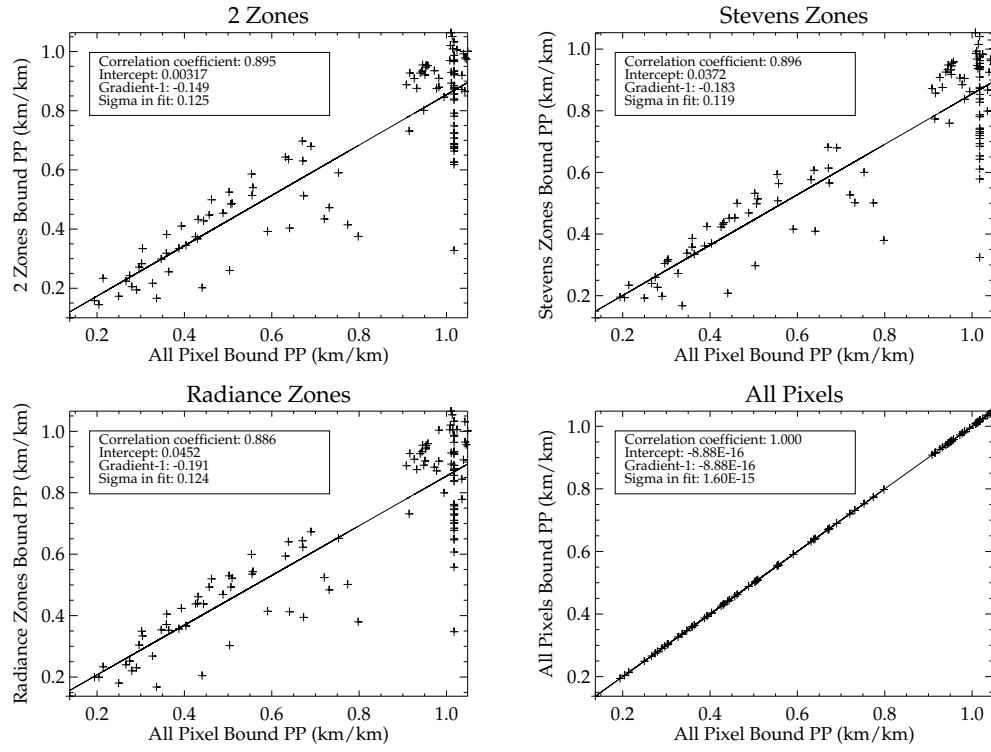 2 Zones
Correlation coefficient: 0.895
Intercept: 0.00317
Gradient-1: -0.149
Sigma in fit: 0.125
1.0
0.8
0.6
0.4
0.2
2 Zones Bound PP (km/km)
0.2 0.4 0.6 0.8 1.0
All Pixel Bound PP (km/km)
Stevens Zones
Correlation coefficient: 0.896
Intercept: 0.0372
Gradient-1: -0.183
Sigma in fit: 0.119
1.0
0.8
0.6
0.4
0.2
Stevens Zones Bound PP (km/km)
0.2 0.4 0.6 0.8 1.0
All Pixel Bound PP (km/km)
Radiance Zones
Correlation coefficient: 0.886
Intercept: 0.0452
Gradient-1: -0.191
Sigma in fit: 0.124
1.0
0.8
0.6
0.4
0.2
Radiance Zones Bound PP (km/km)
0.2 0.4 0.6 0.8 1.0
All Pixel Bound PP (km/km)
All Pixels
Correlation coefficient: 1.000
Intercept: -8.88E-16
Gradient-1: -8.88E-16
Sigma in fit: 1.60E-15
1.0
0.8
0.6
0.4
0.2
All Pixels Bound PP (km/km)
0.2 0.4 0.6 0.8 1.0
All Pixel Bound PP (km/km)